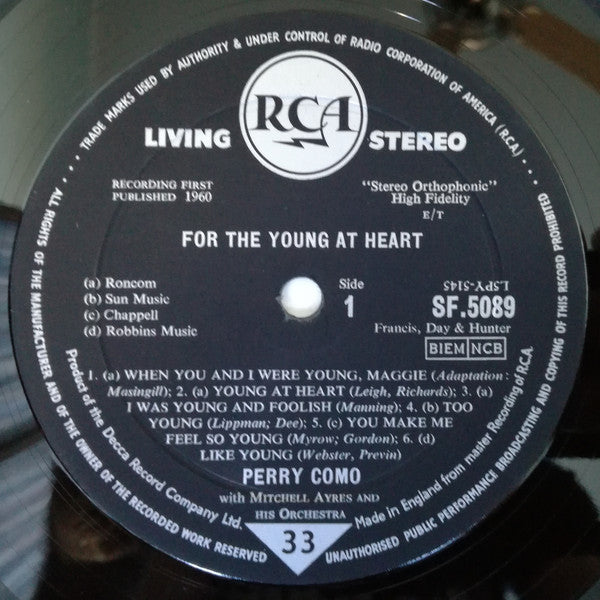 TRADE MARKS USED BY AUTHORITY & UNDER CONTROL OF RADIO CORPORATION OF AMERICA (R.C.A.)
RCA
LIVING STEREO
RECORDING FIRST
PUBLISHED 1960
"Stereo Orthophonic"
High Fidelity
E/T
FOR THE YOUNG AT HEART
(a) Roncom
(b) Sun Music
(c) Chappell
(d) Robbins Music
Side
1
L.SPY-5145
SF.5089
Francis, Day & Hunter
BIEM NCB
1. (a) WHEN YOU AND I WERE YOUNG, MAGGIE (Adaptation:
Masingill); 2. (a) YOUNG AT HEART (Leigh, Richards); 3. (a)
I WAS YOUNG AND FOOLISH (Manning); 4. (b) TOO
YOUNG (Lippman; Dee); 5. (c) YOU MAKE ME
FEEL SO YOUNG (Myrow; Gordon); 6. (d)
LIKE YOUNG (Webster, Previn)
PERRY COMO
with MITCHELL AYRES AND
HIS ORCHESTRA
33
Product of the Decca Record Company Ltd.
Made in England from master Recording of R.C.A.
ALL RIGHTS OF THE MANUFACTURER AND OF THE OWNER OF THE RECORDED WORK RESERVED
UNAUTHORISED PUBLIC PERFORMANCE BROADCASTING AND COPYING OF THIS RECORD PROHIBITED